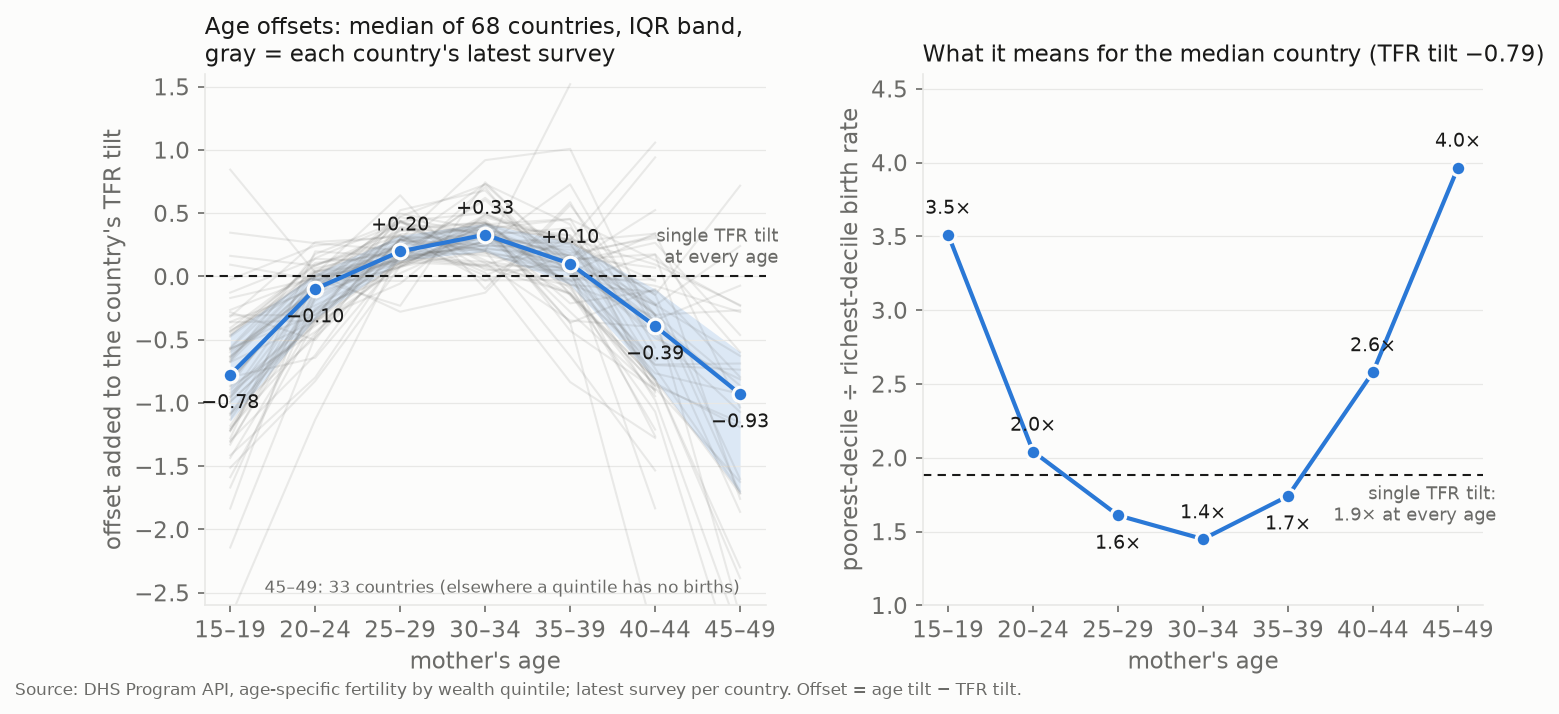 Age offsets: median of 68 countries, IQR band,
gray = each country's latest survey
offset added to the country's TFR tilt
1.5
1.0
0.5
0.0
−0.5
−1.0
−1.5
−2.0
−2.5
−0.78
−0.10
+0.20
+0.33
+0.10
−0.39
−0.93
single TFR tilt
at every age
45–49: 33 countries (elsewhere a quintile has no births)
15–19 20–24 25–29 30–34 35–39 40–44 45–49
mother's age
What it means for the median country (TFR tilt −0.79)
poorest-decile ÷ richest-decile birth rate
4.5
4.0
3.5
3.0
2.5
2.0
1.5
1.0
3.5×
2.0×
1.6×
1.4×
1.7×
2.6×
4.0×
single TFR tilt:
1.9× at every age
15–19 20–24 25–29 30–34 35–39 40–44 45–49
mother's age
Source: DHS Program API, age-specific fertility by wealth quintile; latest survey per country. Offset = age tilt − TFR tilt.